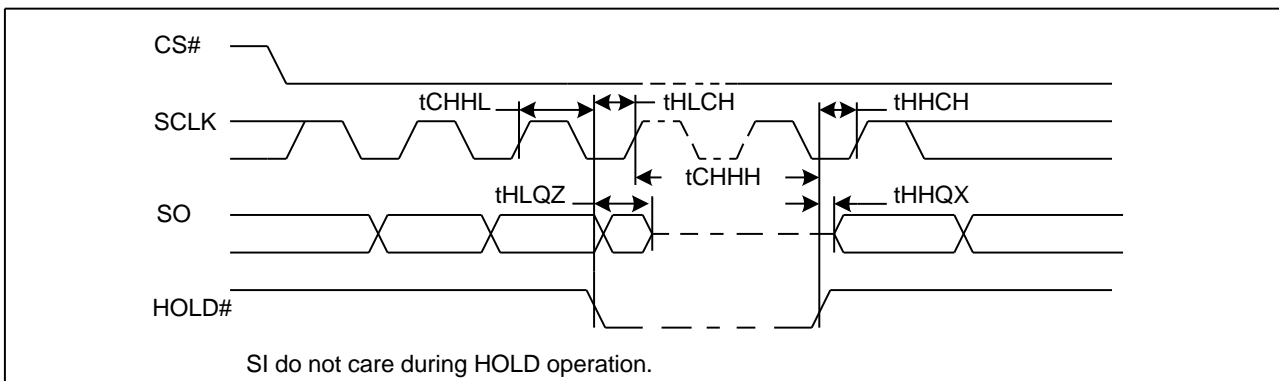 CS#
tCHHL
tHLCH
tHHCH
SCLK
tCHHH
tHLQZ
tHHQX
SO
HOLD#
SI do not care during HOLD operation.